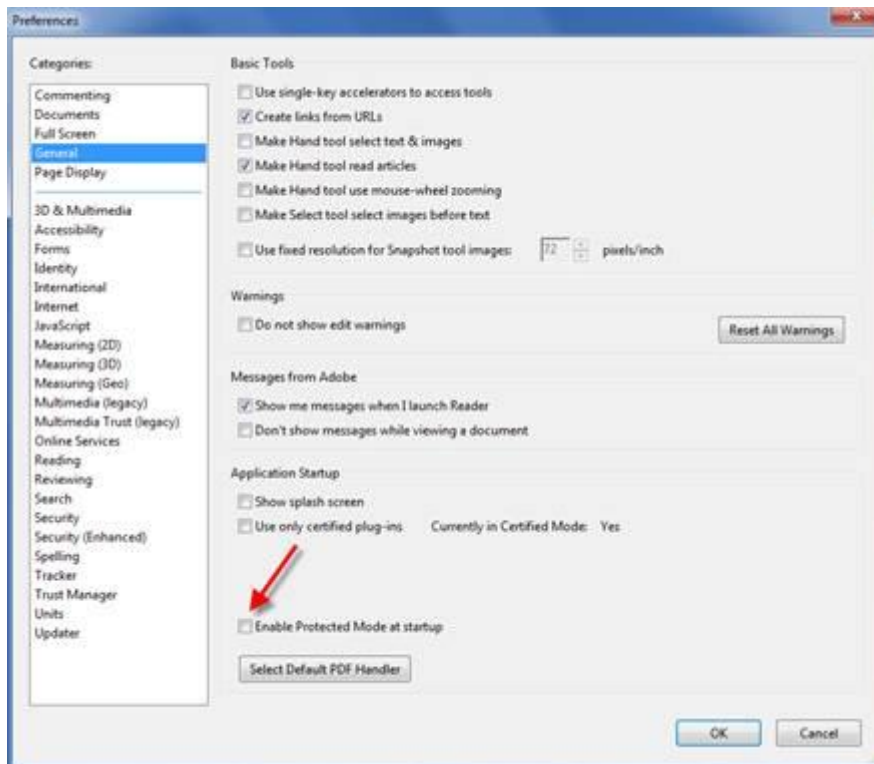 Preferences
Categories:
Commenting
Documents
Full Screen
General
Page Display
3D & Multimedia
Accessibility
Forms
Identity
International
Internet
JavaScript
Measuring (2D)
Measuring (3D)
Measuring (Geo)
Multimedia (legacy)
Multimedia Trust (legacy)
Online Services
Reading
Reviewing
Search
Security
Security (Enhanced)
Spelling
Tracker
Trust Manager
Units
Updater
Basic Tools
Use single-key accelerators to access tools
Create links from URLs
Make Hand tool select text & images
Make Hand tool read articles
Make Hand tool use mouse-wheel zooming
Make Select tool select images before text
Use fixed resolution for Snapshot tool images: 72 pixels/inch
Warnings
Do not show edit warnings
Reset All Warnings
Messages from Adobe
Show me messages when I launch Reader
Don't show messages while viewing a document
Application Startup
Show splash screen
Use only certified plug-ins Currently in Certified Mode: Yes
Enable Protected Mode at startup
Select Default PDF Handler
OK Cancel